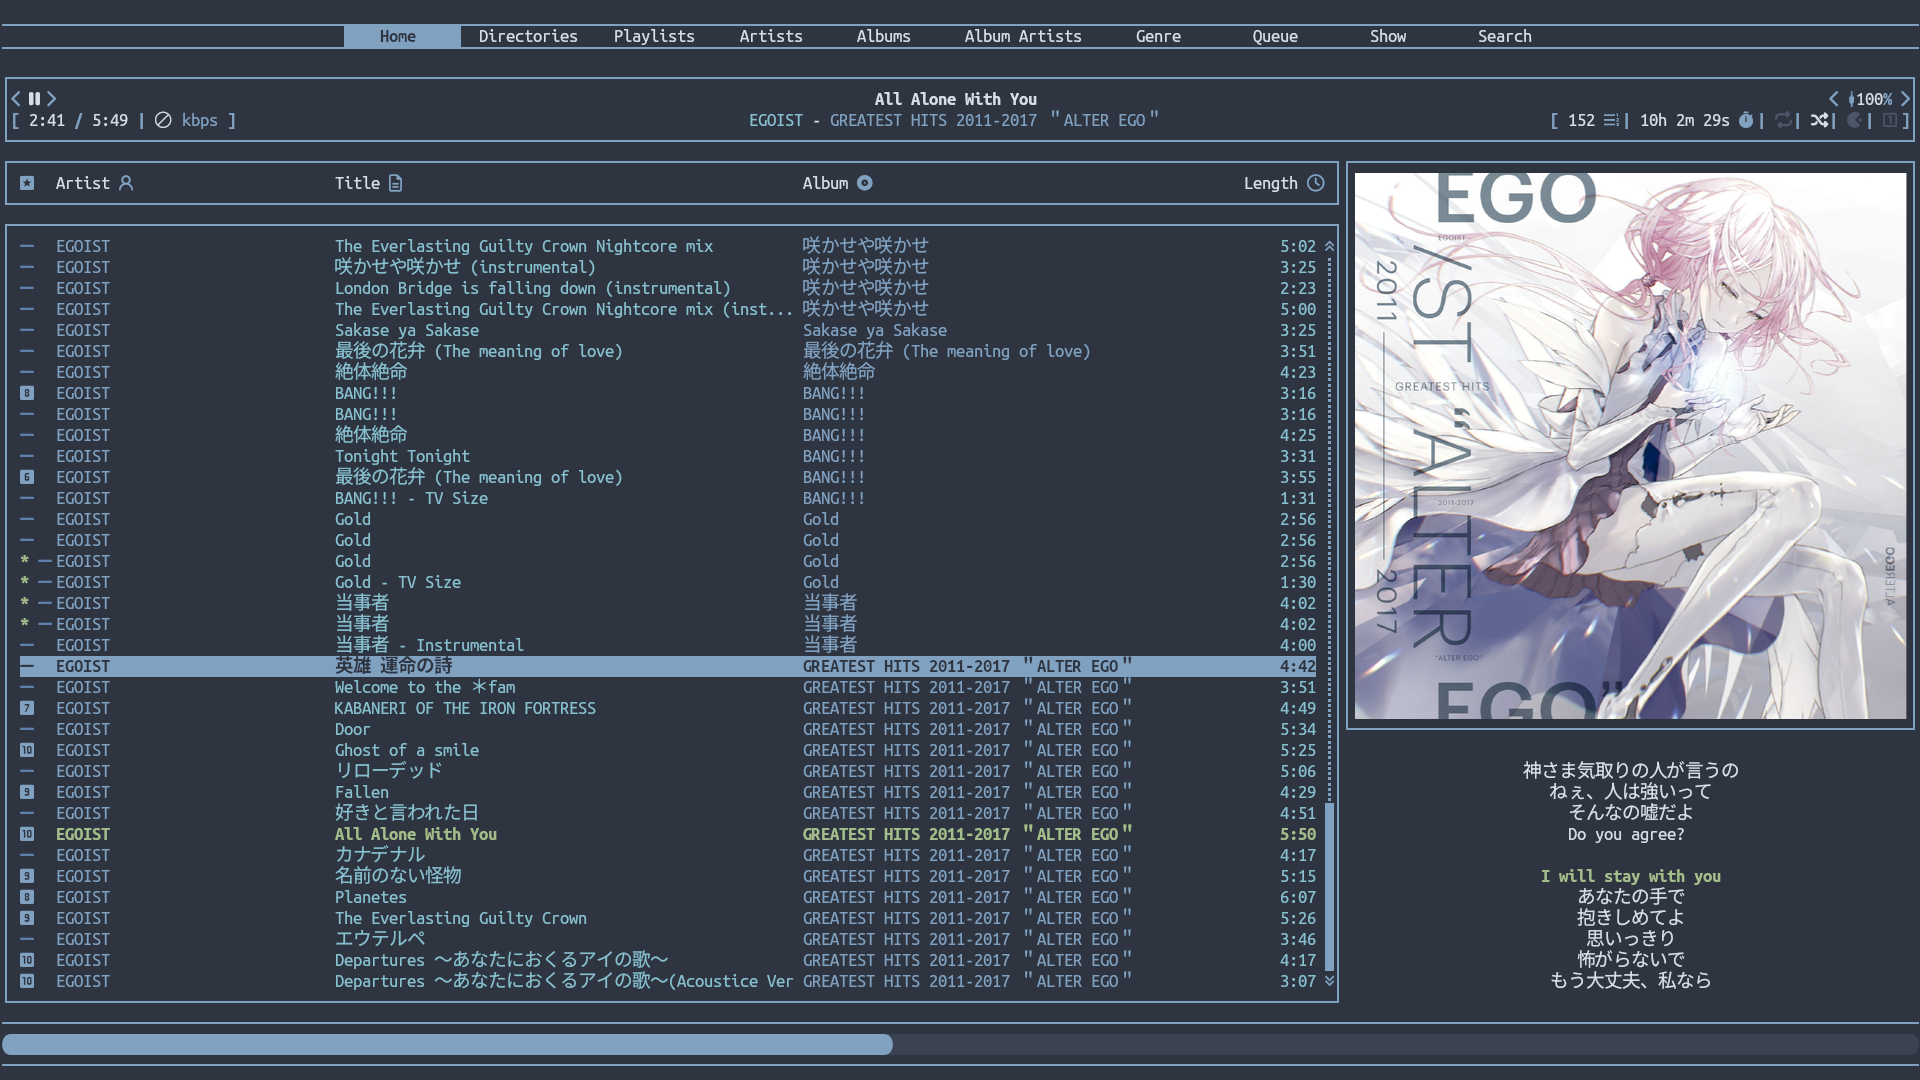 Home Directories Playlists Artists Albums Album Artists Genre Queue Show Search
All Alone With You 100%
[ 2:41 / 5:49 | kbps ] EGOIST - GREATEST HITS 2011-2017 "ALTER EGO" [ 152 | 10h 2m 29s | | | | 1 ]
Artist Title Album Length
EGOIST The Everlasting Guilty Crown Nightcore mix 咲かせや咲かせ 5:02
EGOIST 咲かせや咲かせ (instrumental) 咲かせや咲かせ 3:25
EGOIST London Bridge is falling down (instrumental) 咲かせや咲かせ 2:23
EGOIST The Everlasting Guilty Crown Nightcore mix (inst... 咲かせや咲かせ 5:00
EGOIST Sakase ya Sakase Sakase ya Sakase 3:25
EGOIST 最後の花弁 (The meaning of love) 最後の花弁 (The meaning of love) 3:51
EGOIST 絶体絶命 絶体絶命 4:23
8 EGOIST BANG!!! BANG!!! 3:16
EGOIST BANG!!! BANG!!! 3:16
EGOIST 絶体絶命 BANG!!! 4:25
EGOIST Tonight Tonight BANG!!! 3:31
6 EGOIST 最後の花弁 (The meaning of love) BANG!!! 3:55
EGOIST BANG!!! - TV Size BANG!!! 1:31
EGOIST Gold Gold 2:56
EGOIST Gold Gold 2:56
* EGOIST Gold Gold 2:56
* EGOIST Gold - TV Size Gold 1:30
* EGOIST 当事者 当事者 4:02
* EGOIST 当事者 当事者 4:02
EGOIST 当事者 - Instrumental 当事者 4:00
EGOIST 英雄 運命の詩 GREATEST HITS 2011-2017 "ALTER EGO" 4:42
EGOIST Welcome to the *fam GREATEST HITS 2011-2017 "ALTER EGO" 3:51
7 EGOIST KABANERI OF THE IRON FORTRESS GREATEST HITS 2011-2017 "ALTER EGO" 4:49
EGOIST Door GREATEST HITS 2011-2017 "ALTER EGO" 5:34
10 EGOIST Ghost of a smile GREATEST HITS 2011-2017 "ALTER EGO" 5:25
EGOIST リローデッド GREATEST HITS 2011-2017 "ALTER EGO" 5:06
9 EGOIST Fallen GREATEST HITS 2011-2017 "ALTER EGO" 4:29
EGOIST 好きと言われた日 GREATEST HITS 2011-2017 "ALTER EGO" 4:51
10 EGOIST All Alone With You GREATEST HITS 2011-2017 "ALTER EGO" 5:50
EGOIST カナデナル GREATEST HITS 2011-2017 "ALTER EGO" 4:17
9 EGOIST 名前のない怪物 GREATEST HITS 2011-2017 "ALTER EGO" 5:15
8 EGOIST Planetes GREATEST HITS 2011-2017 "ALTER EGO" 6:07
9 EGOIST The Everlasting Guilty Crown GREATEST HITS 2011-2017 "ALTER EGO" 5:26
EGOIST エウテルペ GREATEST HITS 2011-2017 "ALTER EGO" 3:46
10 EGOIST Departures 〜あなたにおくるアイの歌〜 GREATEST HITS 2011-2017 "ALTER EGO" 4:17
10 EGOIST Departures 〜あなたにおくるアイの歌〜(Acoustice Ver GREATEST HITS 2011-2017 "ALTER EGO" 3:07
EGO
EGOIST
/ST "ALTER
2011
2017
GREATEST HITS
2011-2017
"ALTER EGO"
EGO"
ALTEREGO
神さま気取りの人が言うの
ねぇ、人は強いって
そんなの嘘だよ
Do you agree?
I will stay with you
あなたの手で
抱きしめてよ
思いっきり
怖がらないで
もう大丈夫、私なら